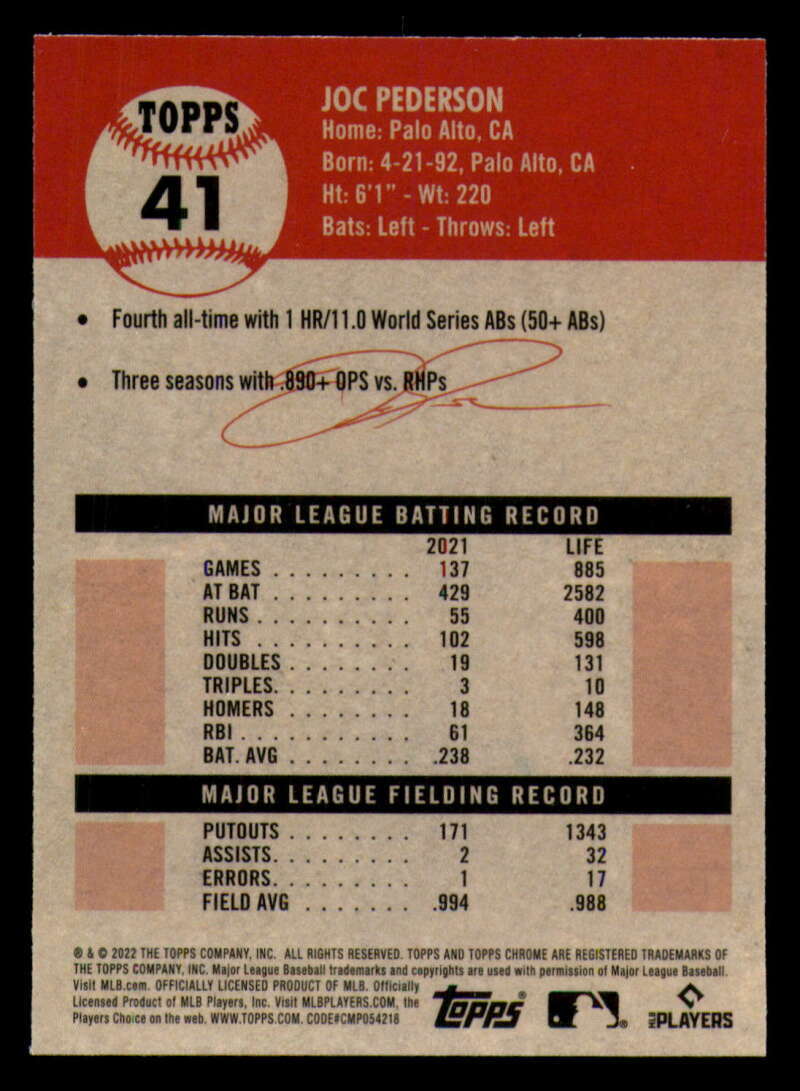 TOPPS
41
JOC PEDERSON
Home: Palo Alto, CA
Born: 4-21-92, Palo Alto, CA
Ht: 6'1" - Wt: 220
Bats: Left - Throws: Left
• Fourth all-time with 1 HR/11.0 World Series ABs (50+ ABs)
• Three seasons with .890+ OPS vs. RHPs
MAJOR LEAGUE BATTING RECORD
2021 LIFE
GAMES . . . . . . . . . 137 885
AT BAT . . . . . . . . . 429 2582
RUNS . . . . . . . . . . 55 400
HITS . . . . . . . . . . 102 598
DOUBLES . . . . . . . . 19 131
TRIPLES. . . . . . . . . 3 10
HOMERS . . . . . . . . 18 148
RBI . . . . . . . . . . . 61 364
BAT. AVG . . . . . . . . .238 .232
MAJOR LEAGUE FIELDING RECORD
PUTOUTS . . . . . . . . 171 1343
ASSISTS. . . . . . . . . 2 32
ERRORS. . . . . . . . . 1 17
FIELD AVG . . . . . . . .994 .988
® & © 2022 THE TOPPS COMPANY, INC. ALL RIGHTS RESERVED. TOPPS AND TOPPS CHROME ARE REGISTERED TRADEMARKS OF
THE TOPPS COMPANY, INC. Major League Baseball trademarks and copyrights are used with permission of Major League Baseball.
Visit MLB.com. OFFICIALLY LICENSED PRODUCT OF MLB. Officially
Licensed Product of MLB Players, Inc. Visit MLBPLAYERS.COM, the
Players Choice on the web. WWW.TOPPS.COM. CODE#CMP054218
Topps®
®
MLB PLAYERS